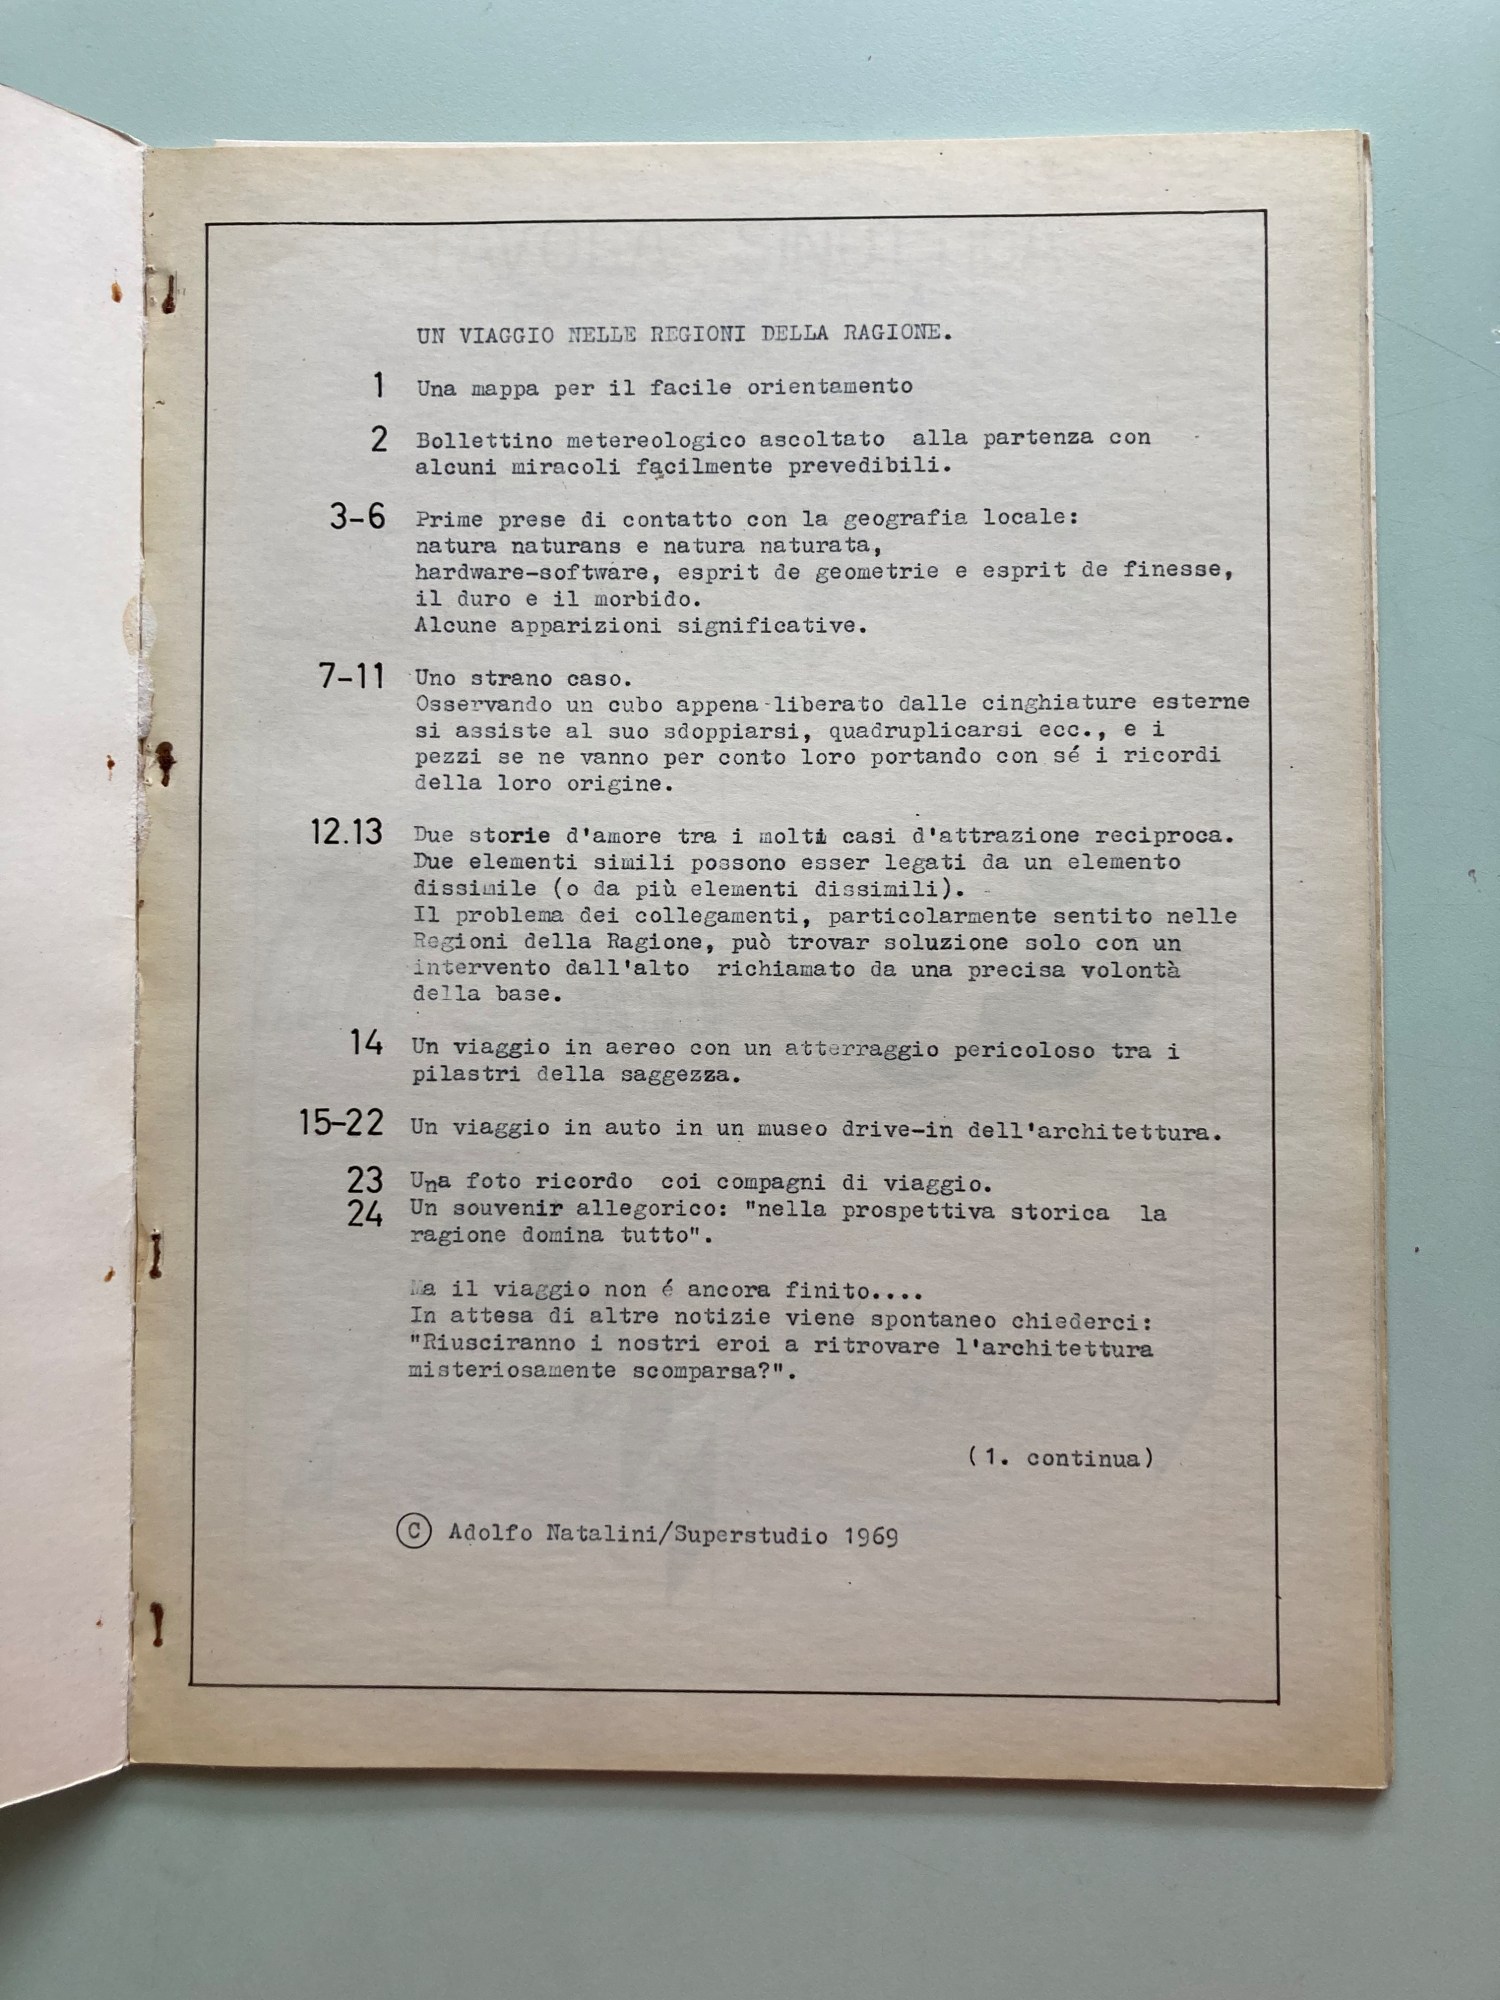 UN VIAGGIO NELLE REGIONI DELLA RAGIONE.
1 Una mappa per il facile orientamento
2 Bollettino metereologico ascoltato alla partenza con
alcuni miracoli facilmente prevedibili.
3-6 Prime prese di contatto con la geografia locale:
natura naturans e natura naturata,
hardware-software, esprit de geometrie e esprit de finesse,
il duro e il morbido.
Alcune apparizioni significative.
7-11 Uno strano caso.
Osservando un cubo appena liberato dalle cinghiature esterne
si assiste al suo sdoppiarsi, quadruplicarsi ecc., e i
pezzi se ne vanno per conto loro portando con sé i ricordi
della loro origine.
12.13 Due storie d'amore tra i molti casi d'attrazione reciproca.
Due elementi simili possono esser legati da un elemento
dissimile (o da più elementi dissimili).
Il problema dei collegamenti, particolarmente sentito nelle
Regioni della Ragione, può trovar soluzione solo con un
intervento dall'alto richiamato da una precisa volontà
della base.
14 Un viaggio in aereo con un atterraggio pericoloso tra i
pilastri della saggezza.
15-22 Un viaggio in auto in un museo drive-in dell'architettura.
23 Una foto ricordo coi compagni di viaggio.
24 Un souvenir allegorico: "nella prospettiva storica la
ragione domina tutto".
Ma il viaggio non é ancora finito....
In attesa di altre notizie viene spontaneo chiederci:
"Riusciranno i nostri eroi a ritrovare l'architettura
misteriosamente scomparsa?".
(1. continua)
© Adolfo Natalini/Superstudio 1969